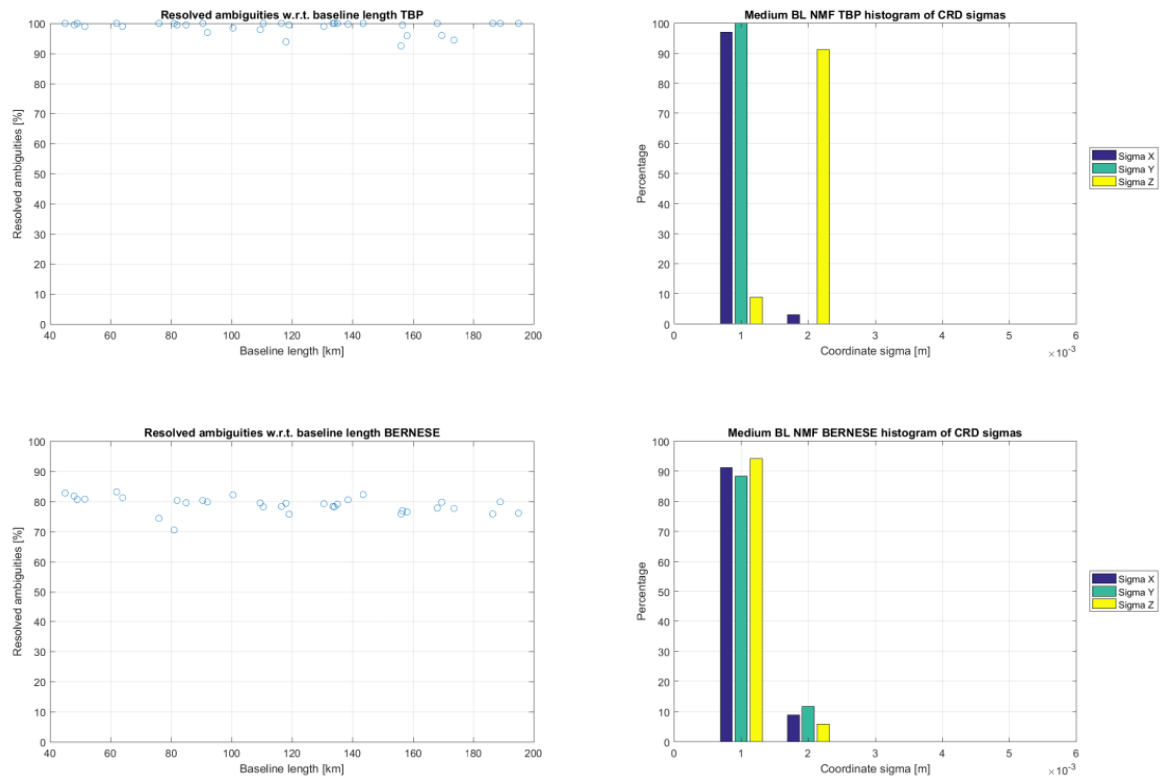 Resolved ambiguities w.r.t. baseline length TBP
Resolved ambiguities [%]
100
90
80
70
60
50
40
30
20
10
0
40 60 80 100 120 140 160 180 200
Baseline length [km]
Medium BL NMF TBP histogram of CRD sigmas
Percentage
100
90
80
70
60
50
40
30
20
10
0
0 1 2 3 4 5 6
Coordinate sigma [m]
×10⁻³
Sigma X
Sigma Y
Sigma Z
Resolved ambiguities w.r.t. baseline length BERNESE
Resolved ambiguities [%]
100
90
80
70
60
50
40
30
20
10
0
40 60 80 100 120 140 160 180 200
Baseline length [km]
Medium BL NMF BERNESE histogram of CRD sigmas
Percentage
100
90
80
70
60
50
40
30
20
10
0
0 1 2 3 4 5 6
Coordinate sigma [m]
×10⁻³
Sigma X
Sigma Y
Sigma Z